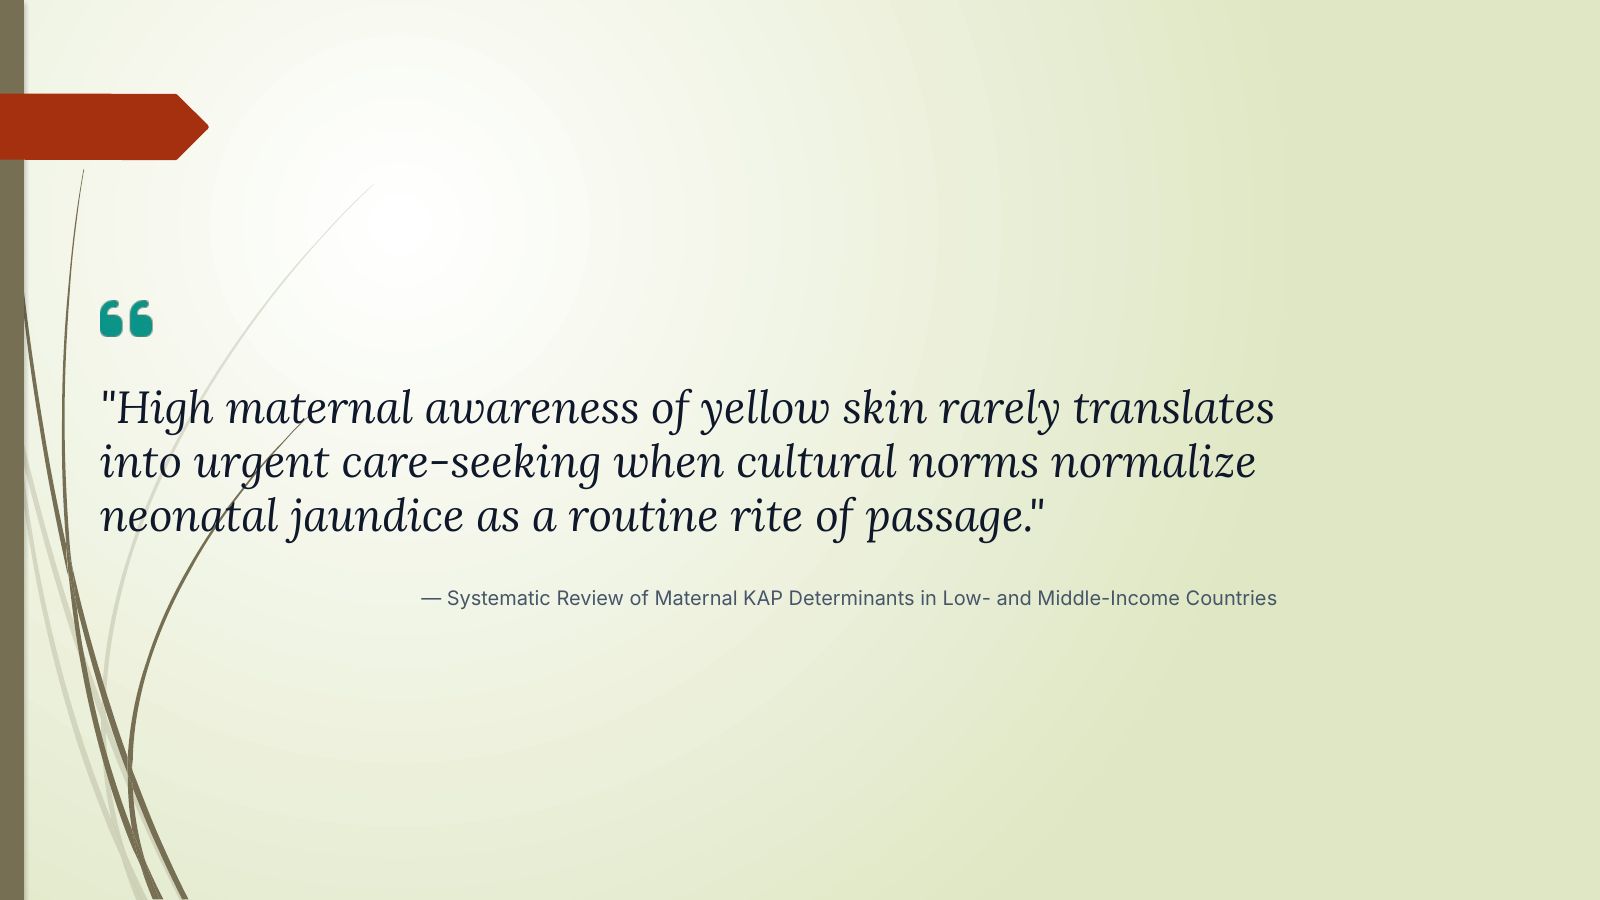 "High maternal awareness of yellow skin rarely translates
into urgent care-seeking when cultural norms normalize
neonatal jaundice as a routine rite of passage."
— Systematic Review of Maternal KAP Determinants in Low- and Middle-Income Countries